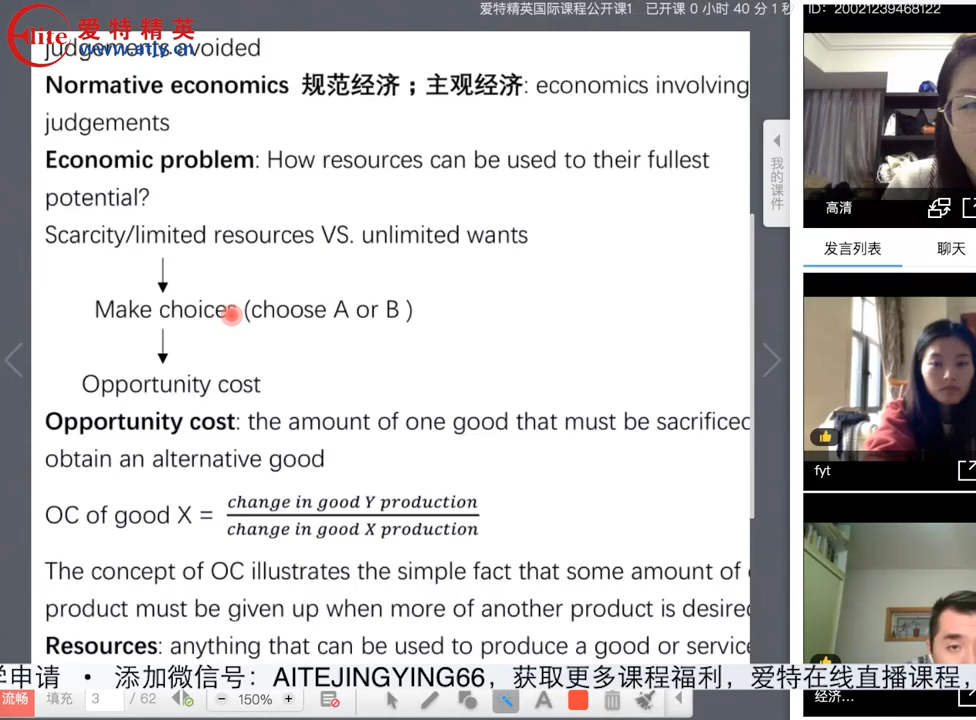 爱特精英国际课程公开课1 已开课 0 小时 40 分 1 秒
ID：20021239468122
Elite 爱特精英
judgements avoided
Normative economics 规范经济；主观经济: economics involving
judgements
Economic problem: How resources can be used to their fullest
potential?
Scarcity/limited resources VS. unlimited wants
Make choices (choose A or B )
Opportunity cost
Opportunity cost: the amount of one good that must be sacrificed
obtain an alternative good
OC of good X = change in good Y production
change in good X production
The concept of OC illustrates the simple fact that some amount of
product must be given up when more of another product is desired
Resources: anything that can be used to produce a good or service
我的课件
高清
发言列表 聊天
fyt
经济...
学申请 • 添加微信号：AITEJINGYING66，获取更多课程福利，爱特在线直播课程，
流畅 填充 3 / 62 150% A